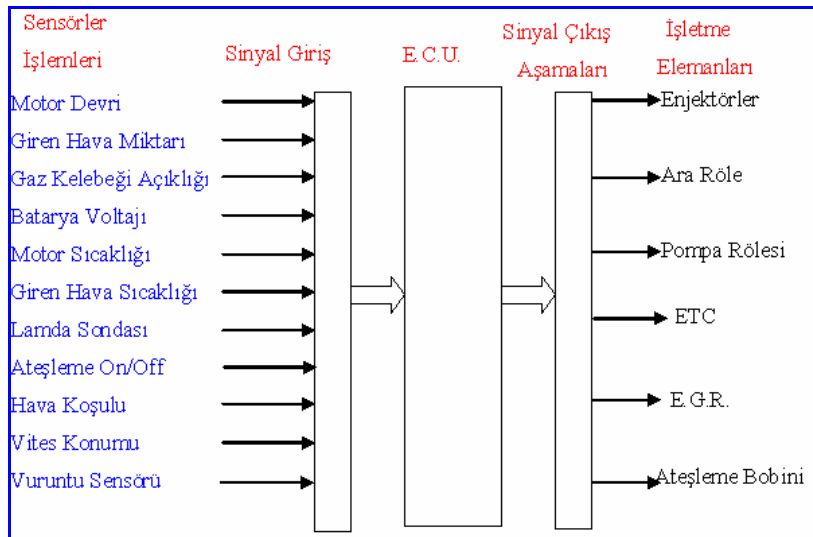 Sensörler
İşlemleri
Sinyal Giriş
E.C.U.
Sinyal Çıkış
Aşamaları
İşletme
Elemanları
Motor Devri
Giren Hava Miktarı
Gaz Kelebeği Açıklığı
Batarya Voltajı
Motor Sıcaklığı
Giren Hava Sıcaklığı
Lamda Sondası
Ateşleme On/Off
Hava Koşulu
Vites Konumu
Vuruntu Sensörü
Enjektörler
Ara Röle
Pompa Rölesi
ETC
E.G.R.
Ateşleme Bobini